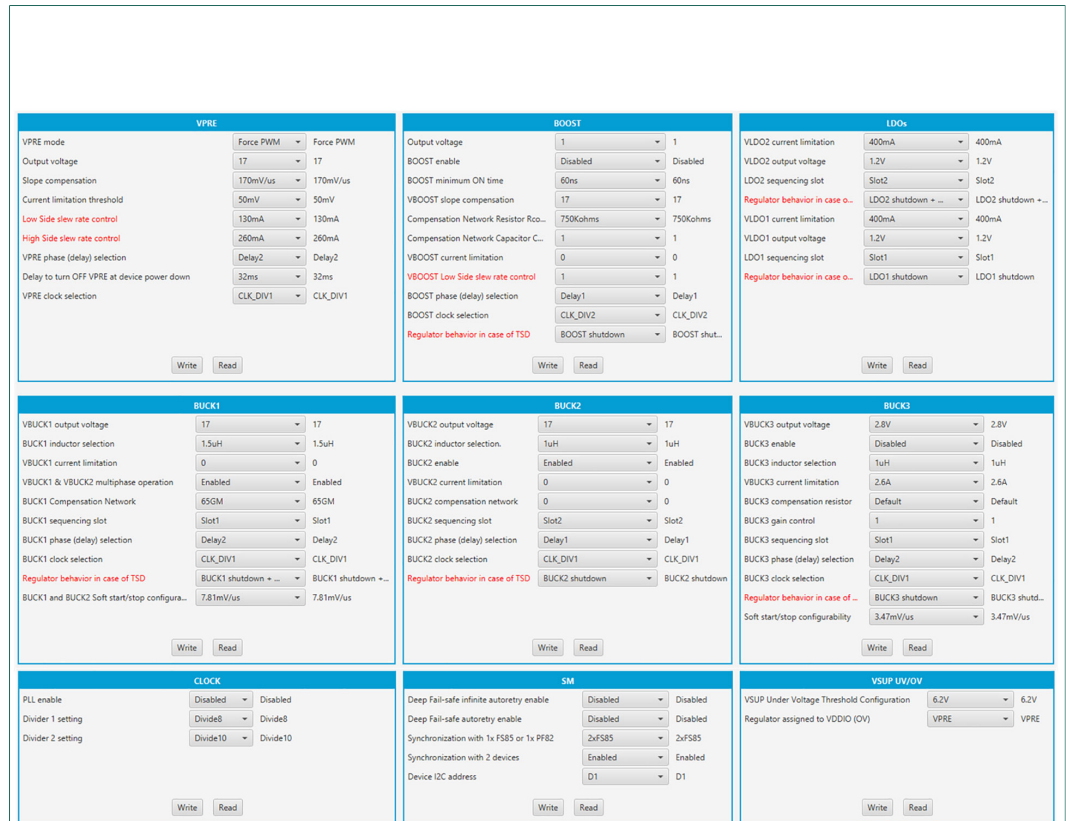 VPRE
VPRE mode Force PWM Force PWM
Output voltage 17 17
Slope compensation 170mV/us 170mV/us
Current limitation threshold 50mV 50mV
Low Side slew rate control 130mA 130mA
High Side slew rate control 260mA 260mA
VPRE phase (delay) selection Delay2 Delay2
Delay to turn OFF VPRE at device power down 32ms 32ms
VPRE clock selection CLK_DIV1 CLK_DIV1
Write Read
BOOST
Output voltage 1 1
BOOST enable Disabled Disabled
BOOST minimum ON time 60ns 60ns
VBOOST slope compensation 17 17
Compensation Network Resistor Rco... 750Kohms 750Kohms
Compensation Network Capacitor C... 1 1
VBOOST current limitation 0 0
VBOOST Low Side slew rate control 1 1
BOOST phase (delay) selection Delay1 Delay1
BOOST clock selection CLK_DIV2 CLK_DIV2
Regulator behavior in case of TSD BOOST shutdown BOOST shut...
Write Read
LDOs
VLDO2 current limitation 400mA 400mA
VLDO2 output voltage 1.2V 1.2V
LDO2 sequencing slot Slot2 Slot2
Regulator behavior in case o... LDO2 shutdown + ... LDO2 shutdown +...
VLDO1 current limitation 400mA 400mA
VLDO1 output voltage 1.2V 1.2V
LDO1 sequencing slot Slot1 Slot1
Regulator behavior in case o... LDO1 shutdown LDO1 shutdown
Write Read
BUCK1
VBUCK1 output voltage 17 17
BUCK1 inductor selection 1.5uH 1.5uH
VBUCK1 current limitation 0 0
VBUCK1 & VBUCK2 multiphase operation Enabled Enabled
BUCK1 Compensation Network 65GM 65GM
BUCK1 sequencing slot Slot1 Slot1
BUCK1 phase (delay) selection Delay2 Delay2
BUCK1 clock selection CLK_DIV1 CLK_DIV1
Regulator behavior in case of TSD BUCK1 shutdown + ... BUCK1 shutdown +...
BUCK1 and BUCK2 Soft start/stop configura... 7.81mV/us 7.81mV/us
Write Read
BUCK2
VBUCK2 output voltage 17 17
BUCK2 inductor selection. 1uH 1uH
BUCK2 enable Enabled Enabled
VBUCK2 current limitation 0 0
BUCK2 compensation network 0 0
BUCK2 sequencing slot Slot2 Slot2
BUCK2 phase (delay) selection Delay1 Delay1
BUCK2 clock selection CLK_DIV1 CLK_DIV1
Regulator behavior in case of TSD BUCK2 shutdown BUCK2 shutdown
Write Read
BUCK3
VBUCK3 output voltage 2.8V 2.8V
BUCK3 enable Disabled Disabled
BUCK3 inductor selection 1uH 1uH
VBUCK3 current limitation 2.6A 2.6A
BUCK3 compensation resistor Default Default
BUCK3 gain control 1 1
BUCK3 sequencing slot Slot1 Slot1
BUCK3 phase (delay) selection Delay2 Delay2
BUCK3 clock selection CLK_DIV1 CLK_DIV1
Regulator behavior in case of ... BUCK3 shutdown BUCK3 shutd...
Soft start/stop configurability 3.47mV/us 3.47mV/us
Write Read
CLOCK
PLL enable Disabled Disabled
Divider 1 setting Divide8 Divide8
Divider 2 setting Divide10 Divide10
Write Read
SM
Deep Fail-safe infinite autoretry enable Disabled Disabled
Deep Fail-safe autoretry enable Disabled Disabled
Synchronization with 1x FS85 or 1x PF82 2xFS85 2xFS85
Synchronization with 2 devices Enabled Enabled
Device I2C address D1 D1
Write Read
VSUP UV/OV
VSUP Under Voltage Threshold Configuration 6.2V 6.2V
Regulator assigned to VDDIO (OV) VPRE VPRE
Write Read